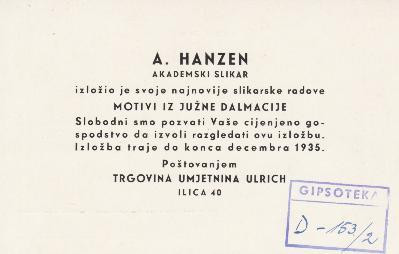 A. HANZEN
AKADEMSKI SLIKAR
izložio je svoje najnovije slikarske radove
MOTIVI IZ JUŽNE DALMACIJE
Slobodni smo pozvati Vaše cijenjeno go-
spodstvo da izvoli razgledati ovu izložbu.
Izložba traje do konca decembra 1935.
Poštovanjem
TRGOVINA UMJETNINA ULRICH
ILICA 40
GIPSOTEKA
D-153/2